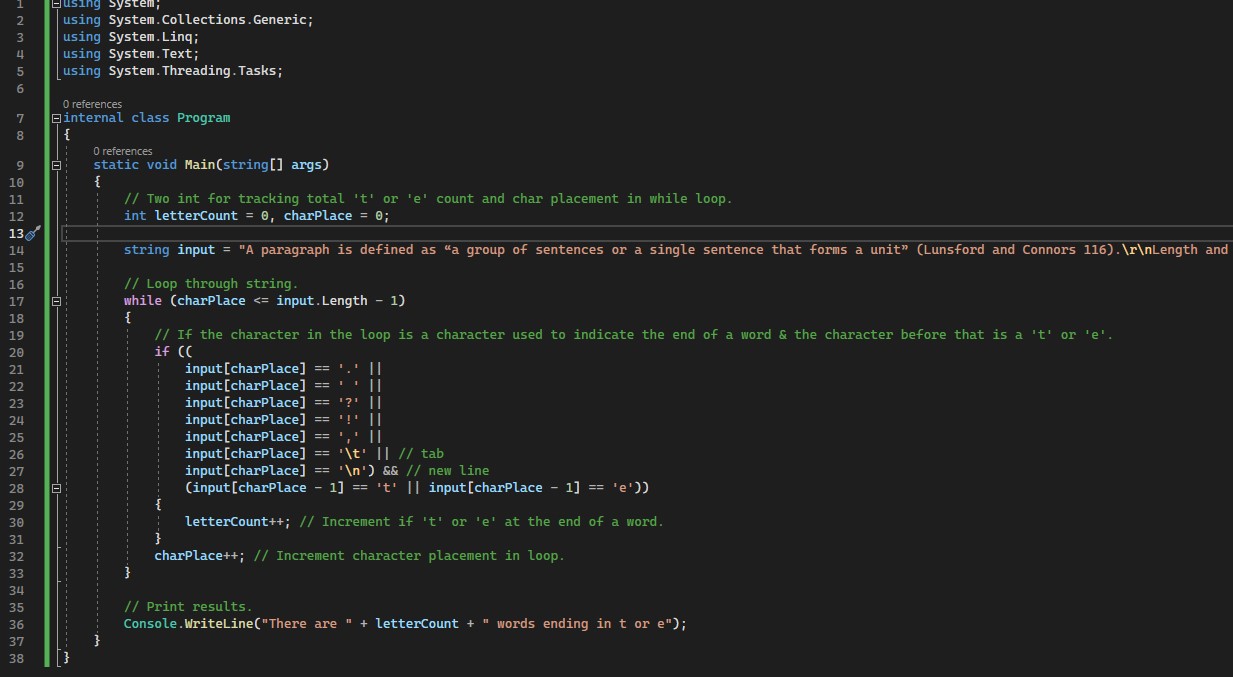 1 using System;
2 using System.Collections.Generic;
3 using System.Linq;
4 using System.Text;
5 using System.Threading.Tasks;
6
0 references
7 internal class Program
8 {
0 references
9 static void Main(string[] args)
10 {
11 // Two int for tracking total 't' or 'e' count and char placement in while loop.
12 int letterCount = 0, charPlace = 0;
13
14 string input = "A paragraph is defined as “a group of sentences or a single sentence that forms a unit” (Lunsford and Connors 116).\r\nLength and
15
16 // Loop through string.
17 while (charPlace <= input.Length - 1)
18 {
19 // If the character in the loop is a character used to indicate the end of a word & the character before that is a 't' or 'e'.
20 if ((
21 input[charPlace] == '.' ||
22 input[charPlace] == ' ' ||
23 input[charPlace] == '?' ||
24 input[charPlace] == '!' ||
25 input[charPlace] == ',' ||
26 input[charPlace] == '\t' || // tab
27 input[charPlace] == '\n') && // new line
28 (input[charPlace - 1] == 't' || input[charPlace - 1] == 'e'))
29 {
30 letterCount++; // Increment if 't' or 'e' at the end of a word.
31 }
32 charPlace++; // Increment character placement in loop.
33 }
34
35 // Print results.
36 Console.WriteLine("There are " + letterCount + " words ending in t or e");
37 }
38 }